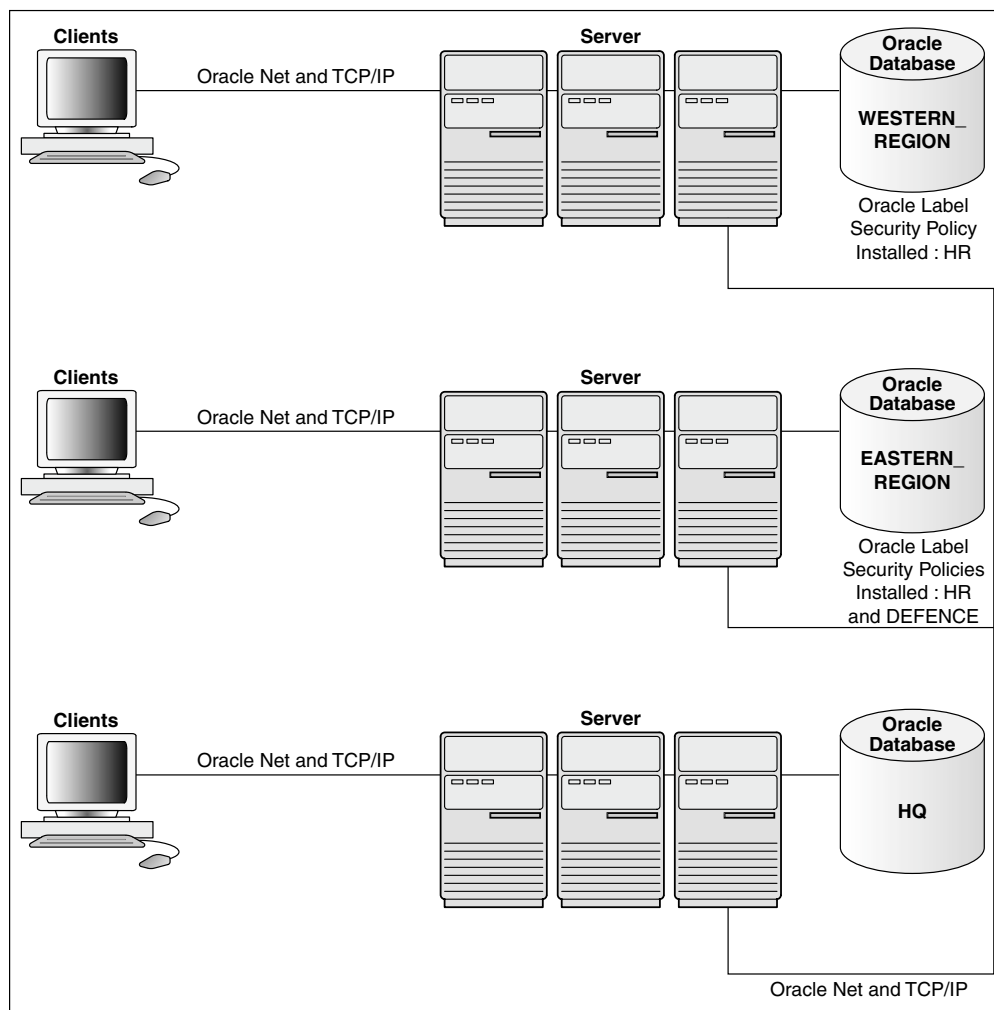 Clients
Server
Oracle
Database
Oracle Net and TCP/IP
WESTERN_
REGION
Oracle Label
Security Policy
Installed : HR
Clients
Server
Oracle
Database
Oracle Net and TCP/IP
EASTERN_
REGION
Oracle Label
Security Policies
Installed : HR
and DEFENCE
Clients
Server
Oracle
Database
Oracle Net and TCP/IP
HQ
Oracle Net and TCP/IP